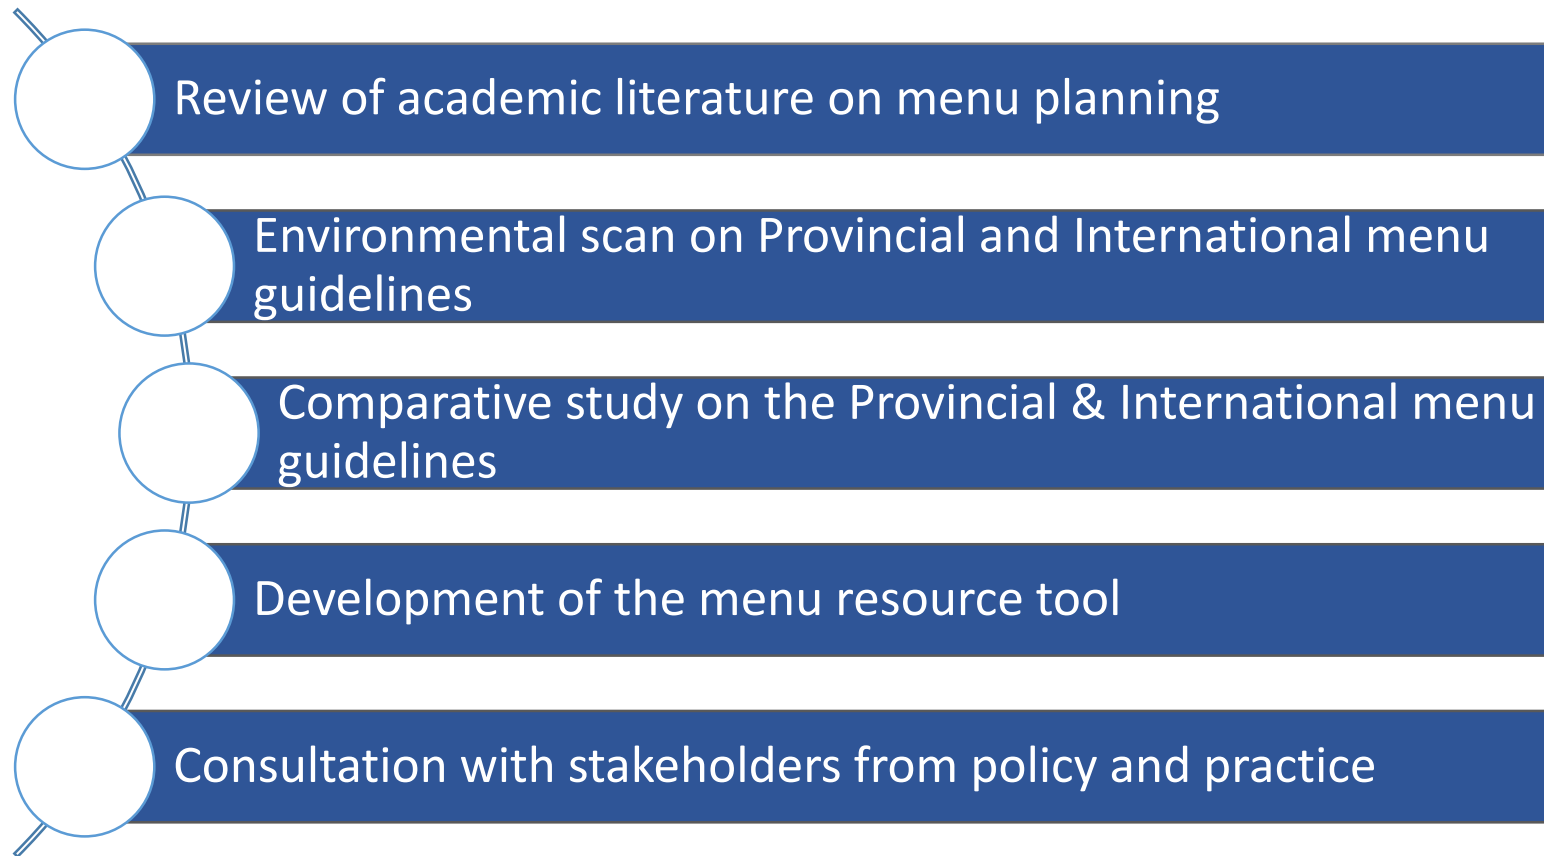 Review of academic literature on menu planning
Environmental scan on Provincial and International menu
guidelines
Comparative study on the Provincial & International menu
guidelines
Development of the menu resource tool
Consultation with stakeholders from policy and practice